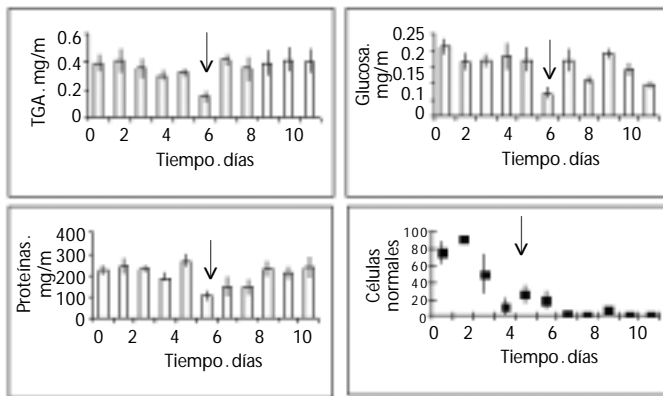 TGA. mg/m
0.6
0.4
0.2
0
0 2 4 6 8 10
Tiempo. días
Glucosa.
mg/m
0.2
0.2
0.15
0.1
0
0 2 4 6 8 10
Tiempo. días
Proteínas.
mg/m
400
300
200
100
0
0 2 4 6 8 10
Tiempo. días
Células
normales
100
80
60
40
20
0
0 2 4 6 8 10
Tiempo. días